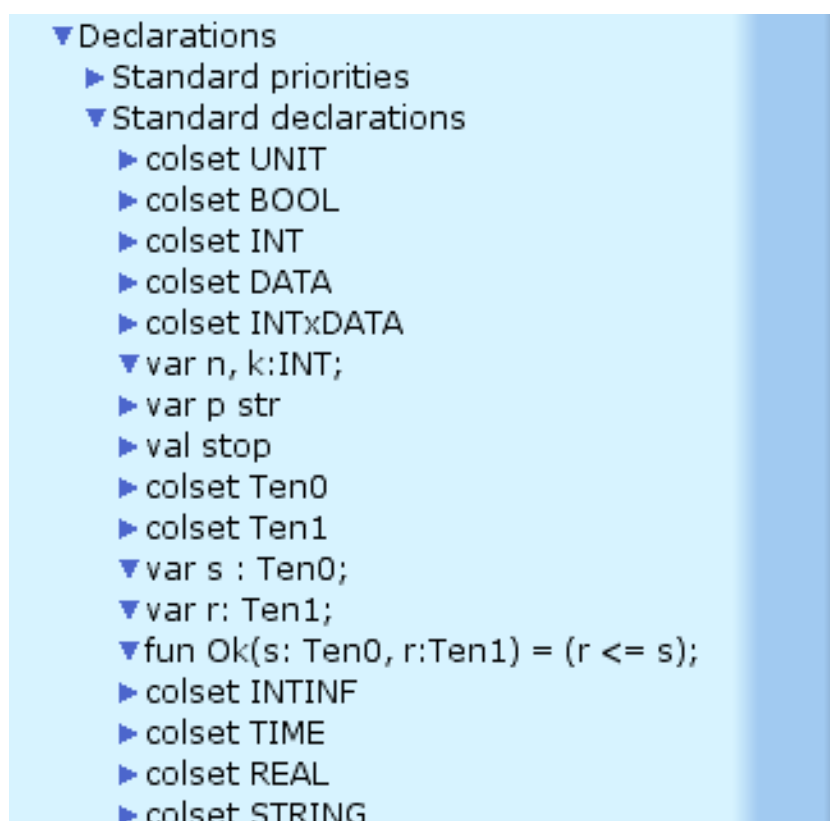 Declarations
Standard priorities
Standard declarations
colset UNIT
colset BOOL
colset INT
colset DATA
colset INTxDATA
var n, k:INT;
var p str
val stop
colset Ten0
colset Ten1
var s : Ten0;
var r: Ten1;
fun Ok(s: Ten0, r:Ten1) = (r <= s);
colset INTINF
colset TIME
colset REAL
colset STRING